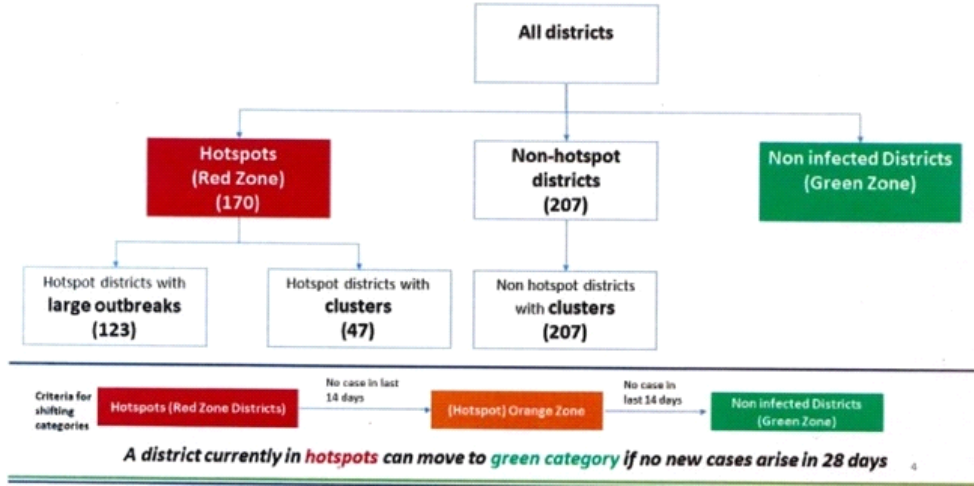 All districts
Hotspots
(Red Zone)
(170)
Non-hotspot
districts
(207)
Non infected Districts
(Green Zone)
Hotspot districts with
large outbreaks
(123)
Hotspot districts with
clusters
(47)
Non hotspot districts
with clusters
(207)
Criteria for
shifting
categories
Hotspots (Red Zone Districts)
No case in last
14 days
(Hotspot) Orange Zone
No case in
last 14 days
Non infected Districts
(Green Zone)
A district currently in hotspots can move to green category if no new cases arise in 28 days
4